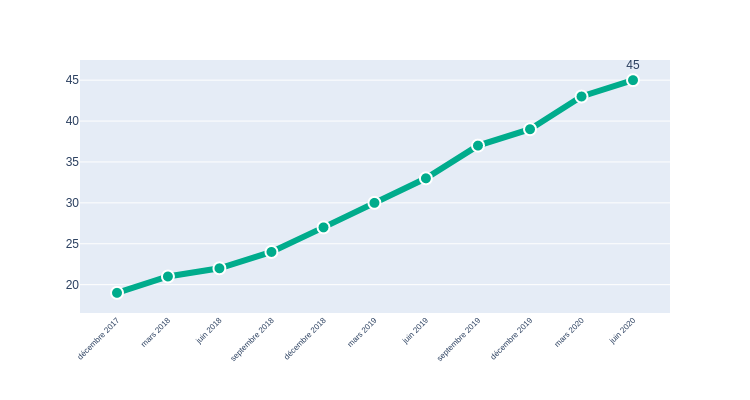 45
45
40
35
30
25
20
décembre 2017
mars 2018
juin 2018
septembre 2018
décembre 2018
mars 2019
juin 2019
septembre 2019
décembre 2019
mars 2020
juin 2020